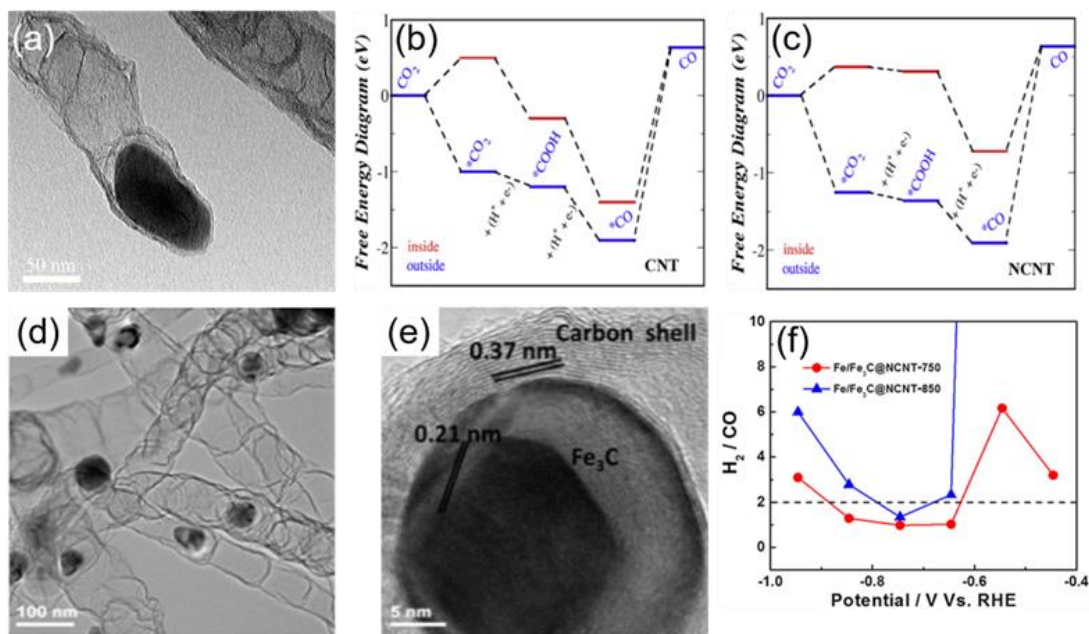 (a)
50 nm
(b)
Free Energy Diagram (eV)
1
0
-1
-2
CO₂
*CO₂
*COOH
*CO
CO
+ (H⁺ + e-)
+ (H⁺ + e-)
inside
outside
CNT
(c)
Free Energy Diagram (eV)
1
0
-1
-2
CO₂
*CO₂
*COOH
*CO
CO
+ (H⁺ + e-)
+ (H⁺ + e-)
inside
outside
NCNT
(d)
100 nm
(e)
Carbon shell
0.37 nm
0.21 nm
Fe₃C
5 nm
(f)
H₂ / CO
10
8
6
4
2
0
Fe/Fe₃C@NCNT-750
Fe/Fe₃C@NCNT-850
-1.0
-0.8
-0.6
-0.4
Potential / V Vs. RHE